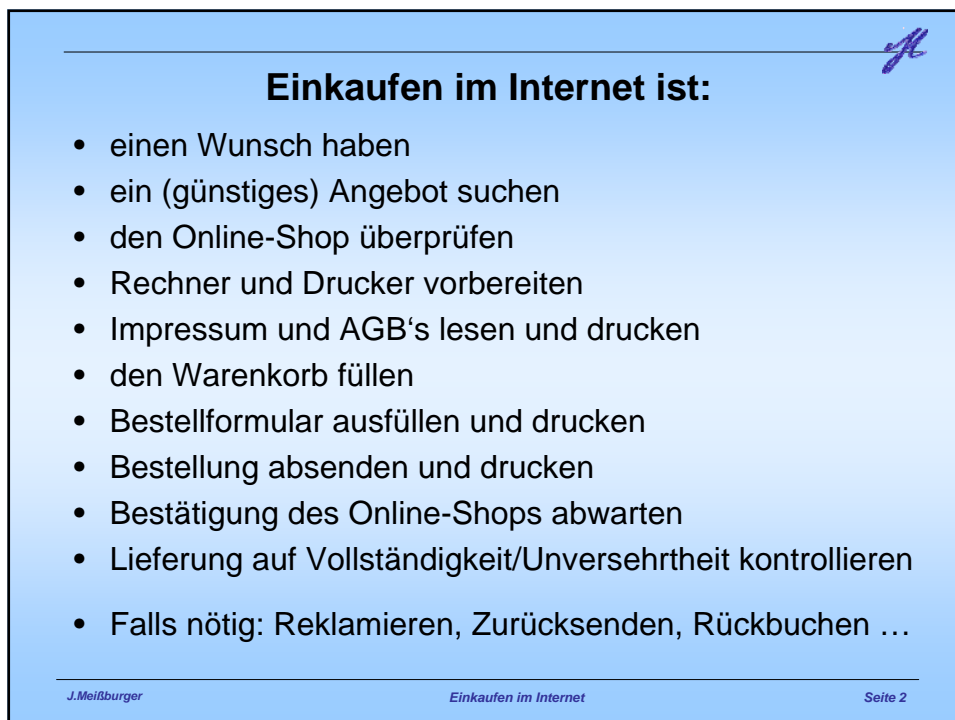 Einkaufen im Internet ist:
• einen Wunsch haben
• ein (günstiges) Angebot suchen
• den Online-Shop überprüfen
• Rechner und Drucker vorbereiten
• Impressum und AGB‘s lesen und drucken
• den Warenkorb füllen
• Bestellformular ausfüllen und drucken
• Bestellung absenden und drucken
• Bestätigung des Online-Shops abwarten
• Lieferung auf Vollständigkeit/Unversehrtheit kontrollieren
• Falls nötig: Reklamieren, Zurücksenden, Rückbuchen …
J.Meißburger Einkaufen im Internet Seite 2